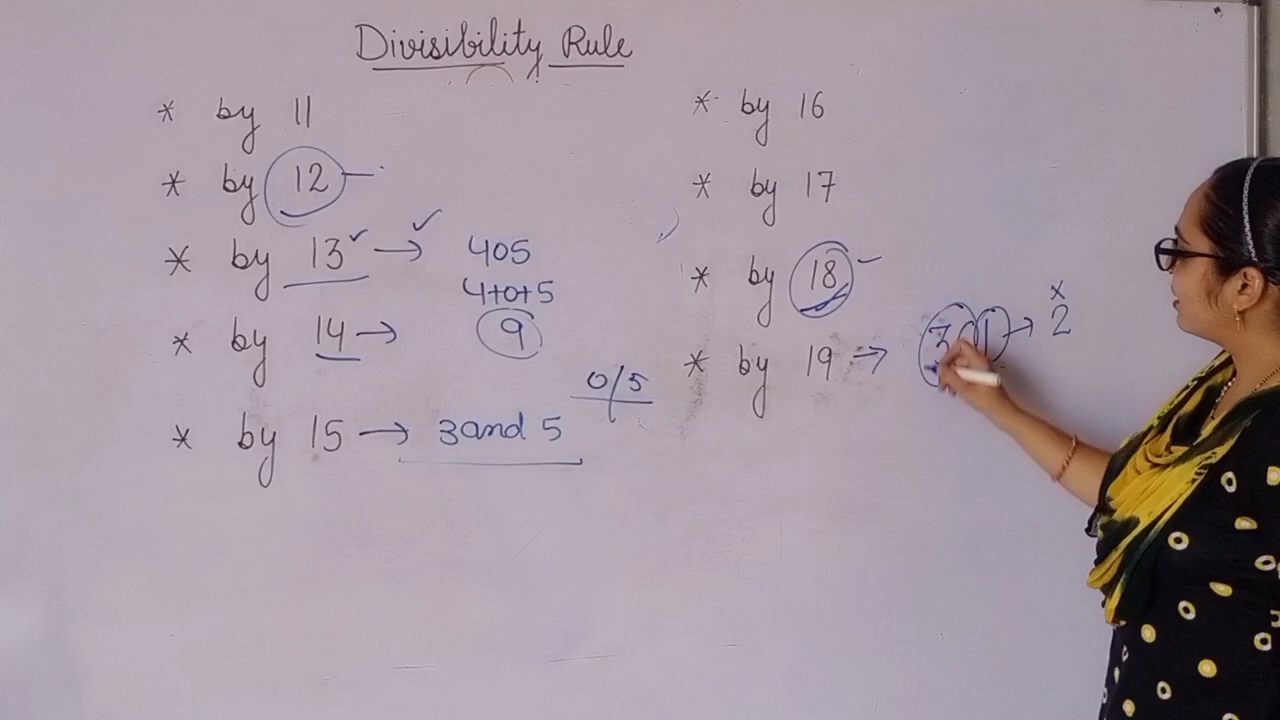 Divisibility Rule
* by 11
* by 12 -
* by 13 ✓ → ✓
405
4+0+5
9
* by 14 →
* by 15 → 3 and 5
0/5
* by 16
* by 17
* by 18 -
* by 19 →
1 → 2
×